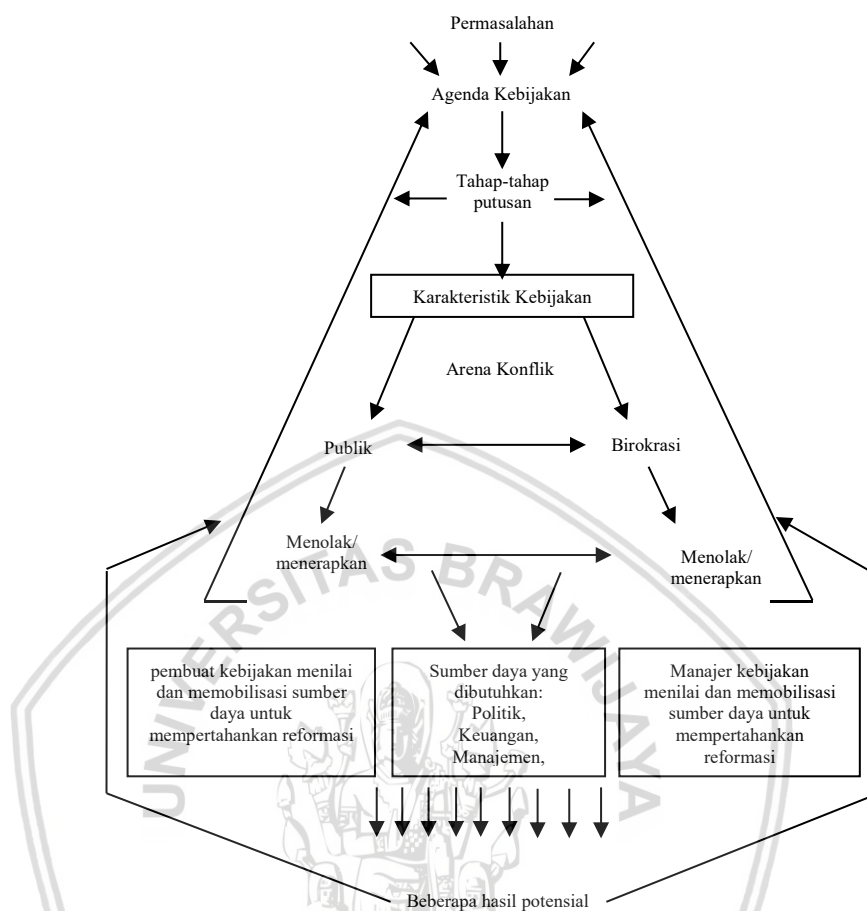 Permasalahan
Agenda Kebijakan
Tahap-tahap
putusan
Karakteristik Kebijakan
Arena Konflik
Publik
Birokrasi
Menolak/
menerapkan
Menolak/
menerapkan
pembuat kebijakan menilai
dan memobilisasi sumber
daya untuk
mempertahankan reformasi
Sumber daya yang
dibutuhkan:
Politik,
Keuangan,
Manajemen,
Manajer kebijakan
menilai dan memobilisasi
sumber daya untuk
mempertahankan
reformasi
Beberapa hasil potensial
UNIVERSITAS BRAWIJAYA